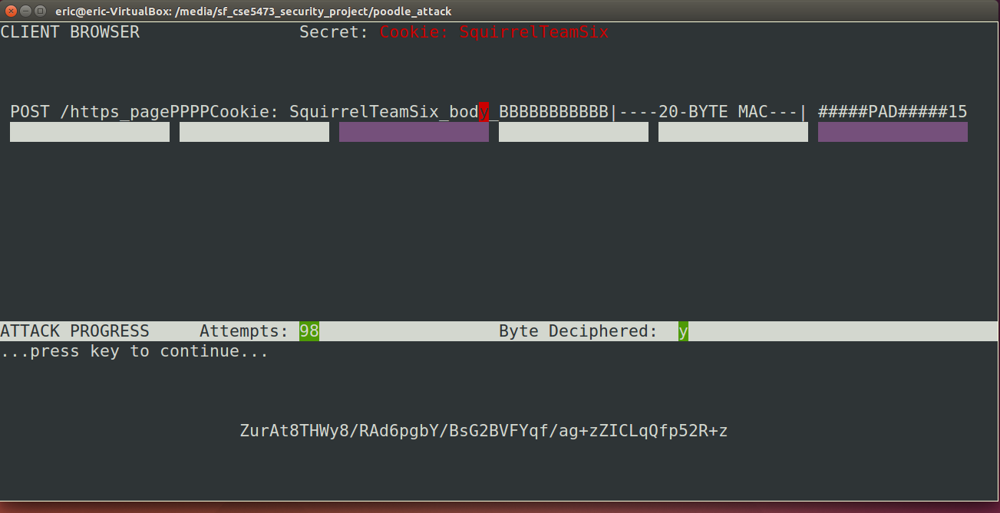 eric@eric-VirtualBox: /media/sf_cse5473_security_project/poodle_attack
CLIENT BROWSER Secret: Cookie: SquirrelTeamSix
POST /https_pagePPPPCookie: SquirrelTeamSix_body_BBBBBBBBBBB|----20-BYTE MAC---| #####PAD#####15
ATTACK PROGRESS Attempts: 98 Byte Deciphered: y
...press key to continue...
ZurAt8THWy8/RAd6pgbY/BsG2BVFYqf/ag+zZICLqQfp52R+z